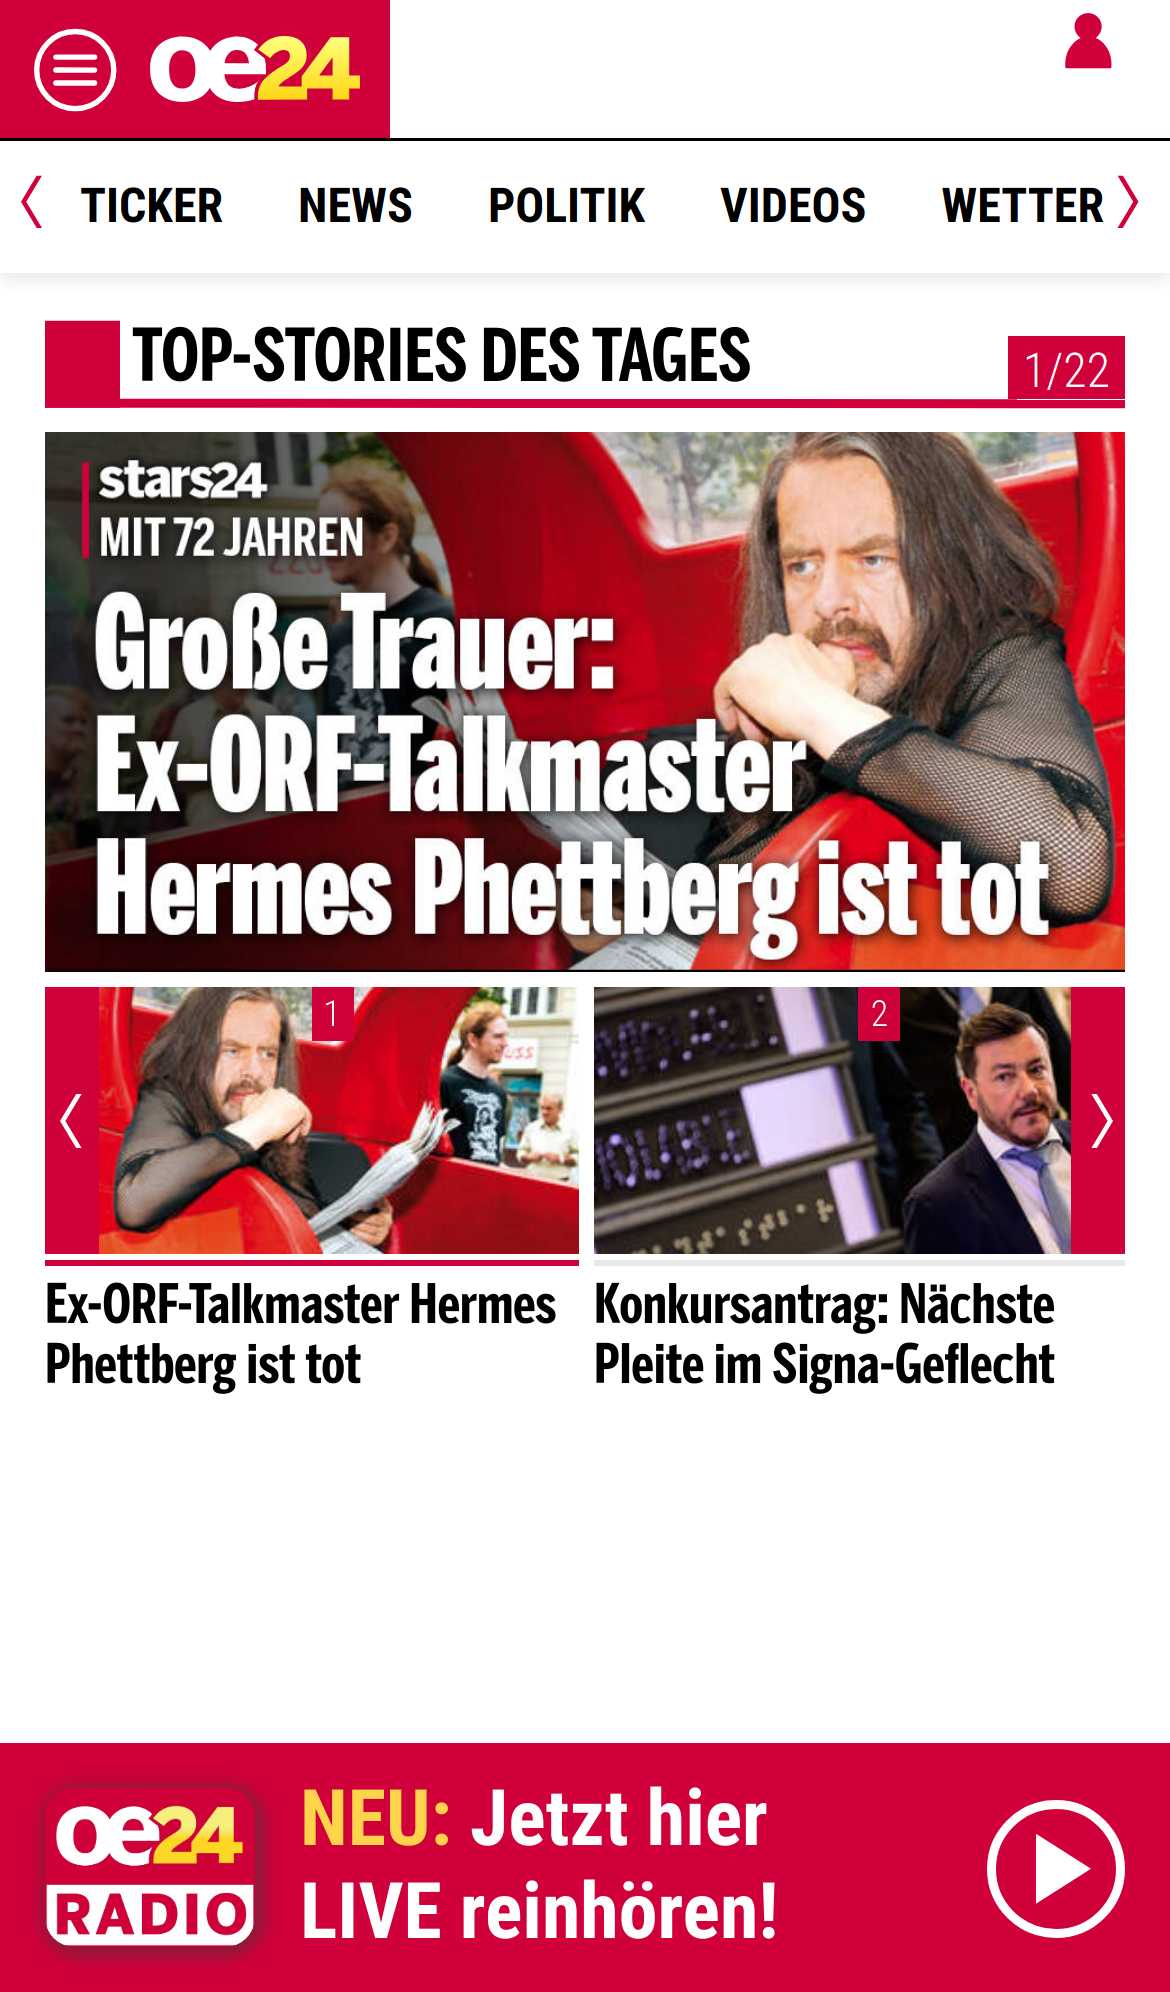 oe24
TICKER NEWS POLITIK VIDEOS WETTER
TOP-STORIES DES TAGES
1/22
stars24
MIT 72 JAHREN
Große Trauer:
Ex-ORF-Talkmaster
Hermes Phettberg ist tot
1
2
Ex-ORF-Talkmaster Hermes
Phettberg ist tot
Konkursantrag: Nächste
Pleite im Signa-Geflecht
oe24
RADIO
NEU: Jetzt hier
LIVE reinhören!